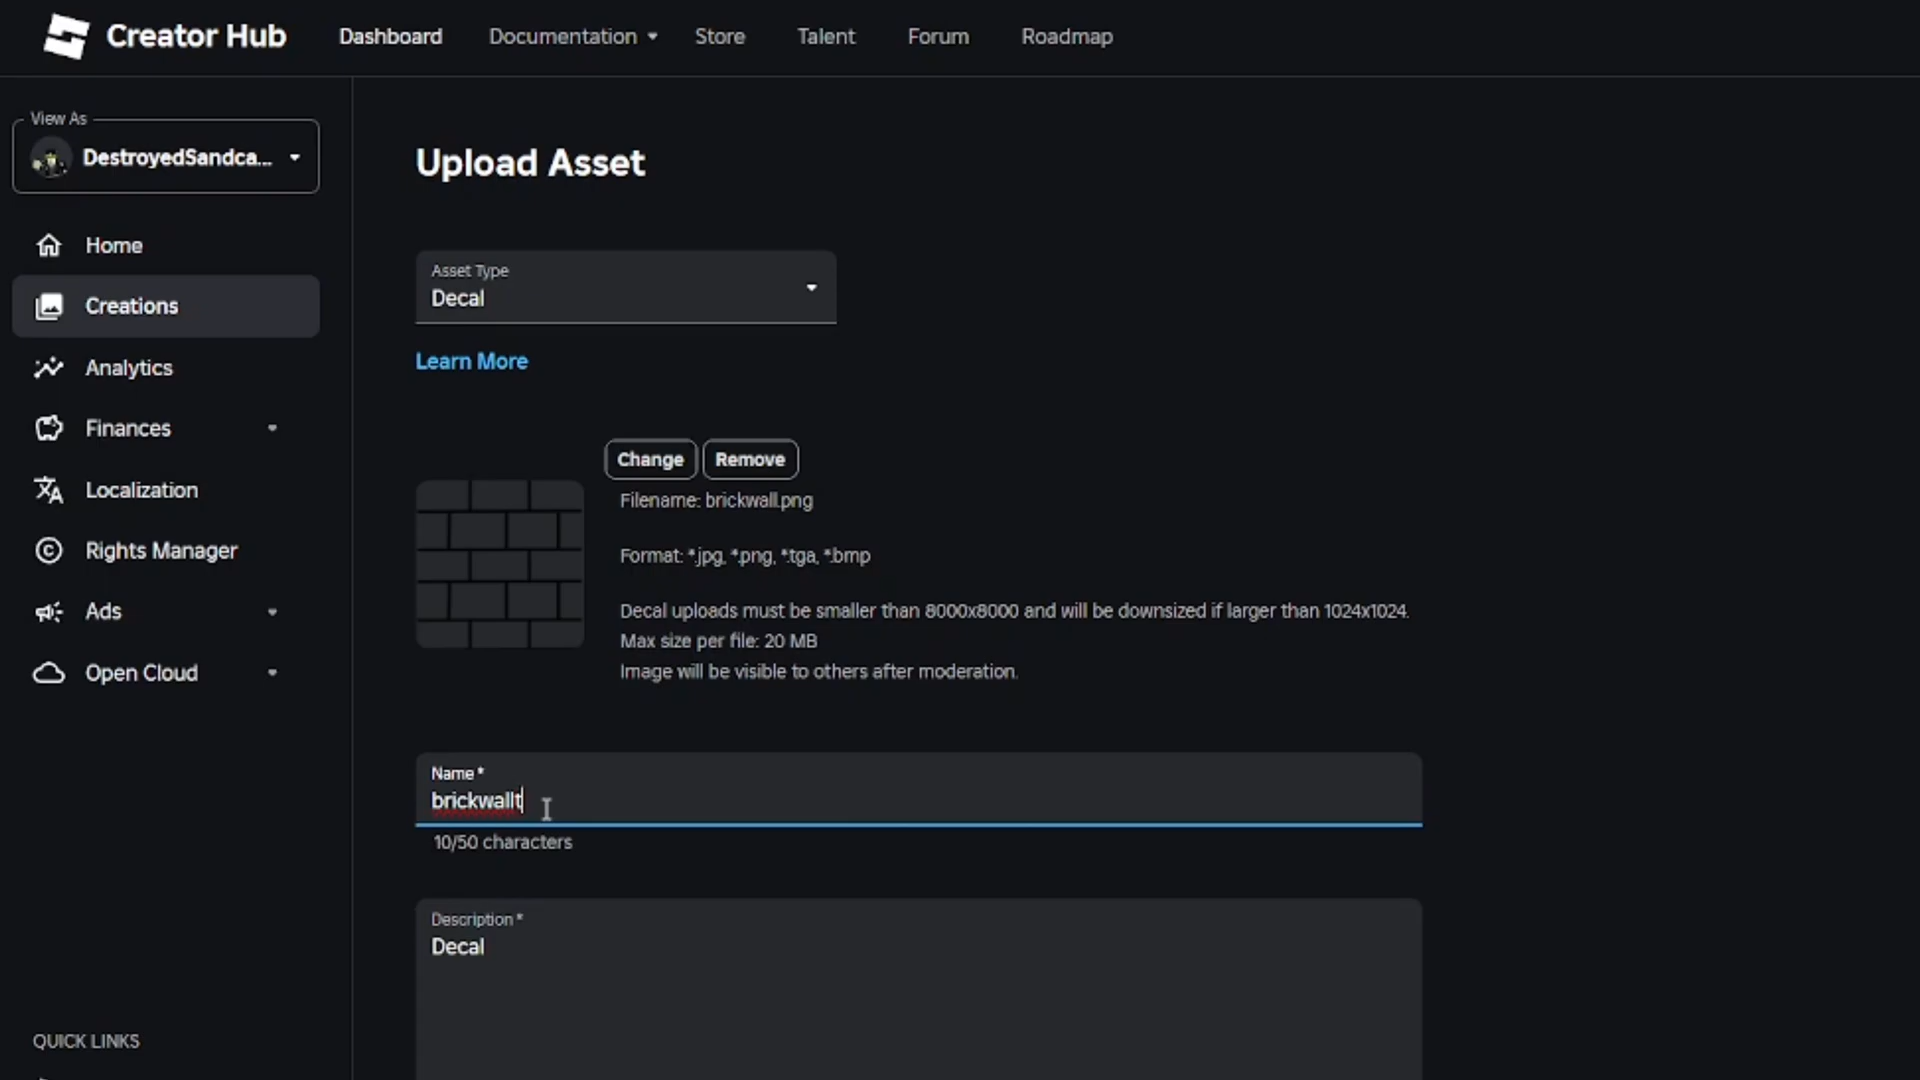 Creator Hub
Dashboard
Documentation
Store
Talent
Forum
Roadmap
View As
DestroyedSandca...
Home
Creations
Analytics
Finances
Localization
Rights Manager
Ads
Open Cloud
QUICK LINKS
Upload Asset
Asset Type
Decal
Learn More
Change
Remove
Filename: brickwall.png
Format: *.jpg, *.png, *.tga, *.bmp
Decal uploads must be smaller than 8000x8000 and will be downsized if larger than 1024x1024.
Max size per file: 20 MB
Image will be visible to others after moderation.
Name *
brickwallt
10/50 characters
Description *
Decal